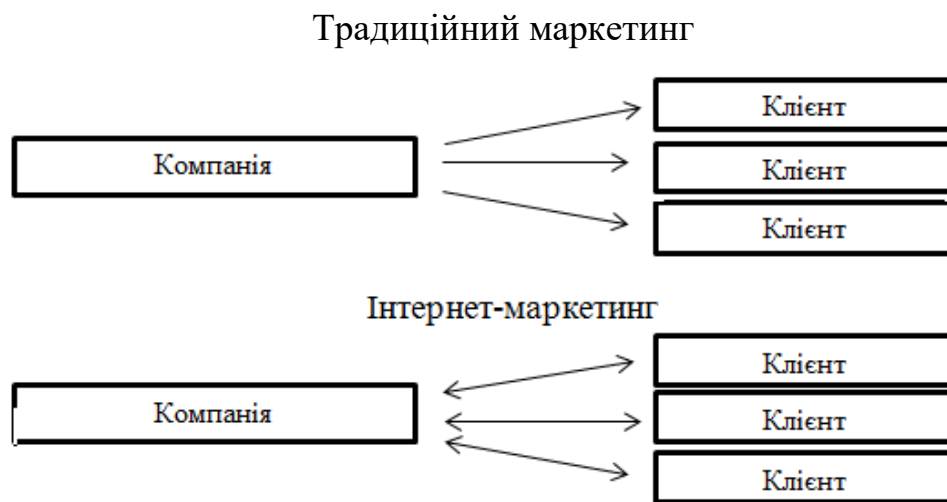 Традиційний маркетинг
Клієнт
Компанія
Клієнт
Клієнт
Інтернет-маркетинг
Клієнт
Компанія
Клієнт
Клієнт